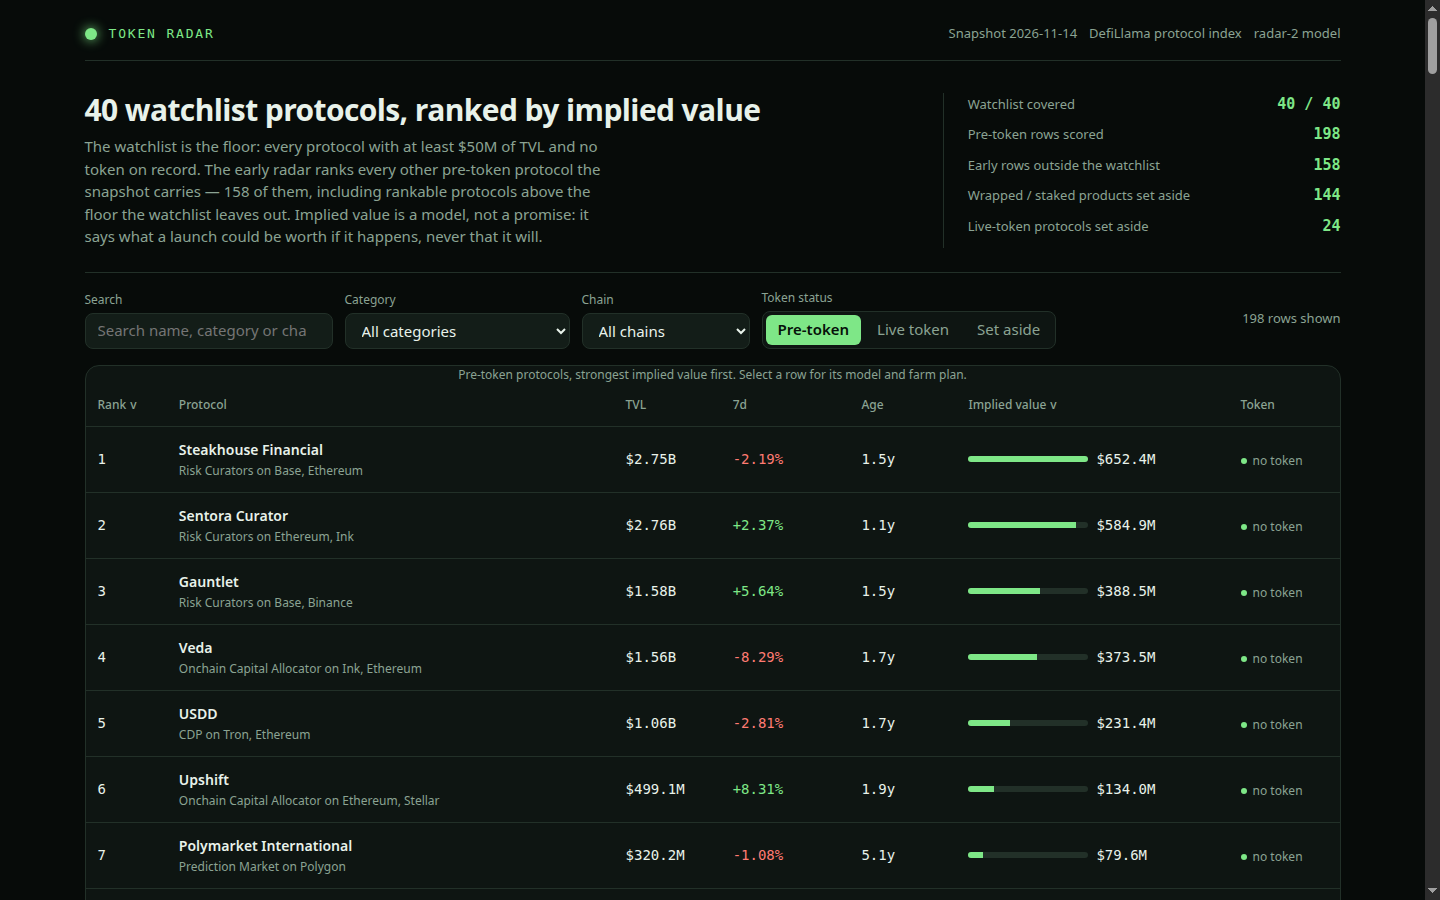 TOKEN RADAR
Snapshot 2026-11-14 DefiLlama protocol index radar-2 model
40 watchlist protocols, ranked by implied value
The watchlist is the floor: every protocol with at least $50M of TVL and no
token on record. The early radar ranks every other pre-token protocol the
snapshot carries — 158 of them, including rankable protocols above the
floor the watchlist leaves out. Implied value is a model, not a promise: it
says what a launch could be worth if it happens, never that it will.
Watchlist covered 40 / 40
Pre-token rows scored 198
Early rows outside the watchlist 158
Wrapped / staked products set aside 144
Live-token protocols set aside 24
Search Category Chain Token status
Search name, category or cha All categories All chains Pre-token Live token Set aside 198 rows shown
Pre-token protocols, strongest implied value first. Select a row for its model and farm plan.
Rank v Protocol TVL 7d Age Implied value v Token
1 Steakhouse Financial $2.75B -2.19% 1.5y $652.4M no token
Risk Curators on Base, Ethereum
2 Sentora Curator $2.76B +2.37% 1.1y $584.9M no token
Risk Curators on Ethereum, Ink
3 Gauntlet $1.58B +5.64% 1.5y $388.5M no token
Risk Curators on Base, Binance
4 Veda $1.56B -8.29% 1.7y $373.5M no token
Onchain Capital Allocator on Ink, Ethereum
5 USDD $1.06B -2.81% 1.7y $231.4M no token
CDP on Tron, Ethereum
6 Upshift $499.1M +8.31% 1.9y $134.0M no token
Onchain Capital Allocator on Ethereum, Stellar
7 Polymarket International $320.2M -1.08% 5.1y $79.6M no token
Prediction Market on Polygon